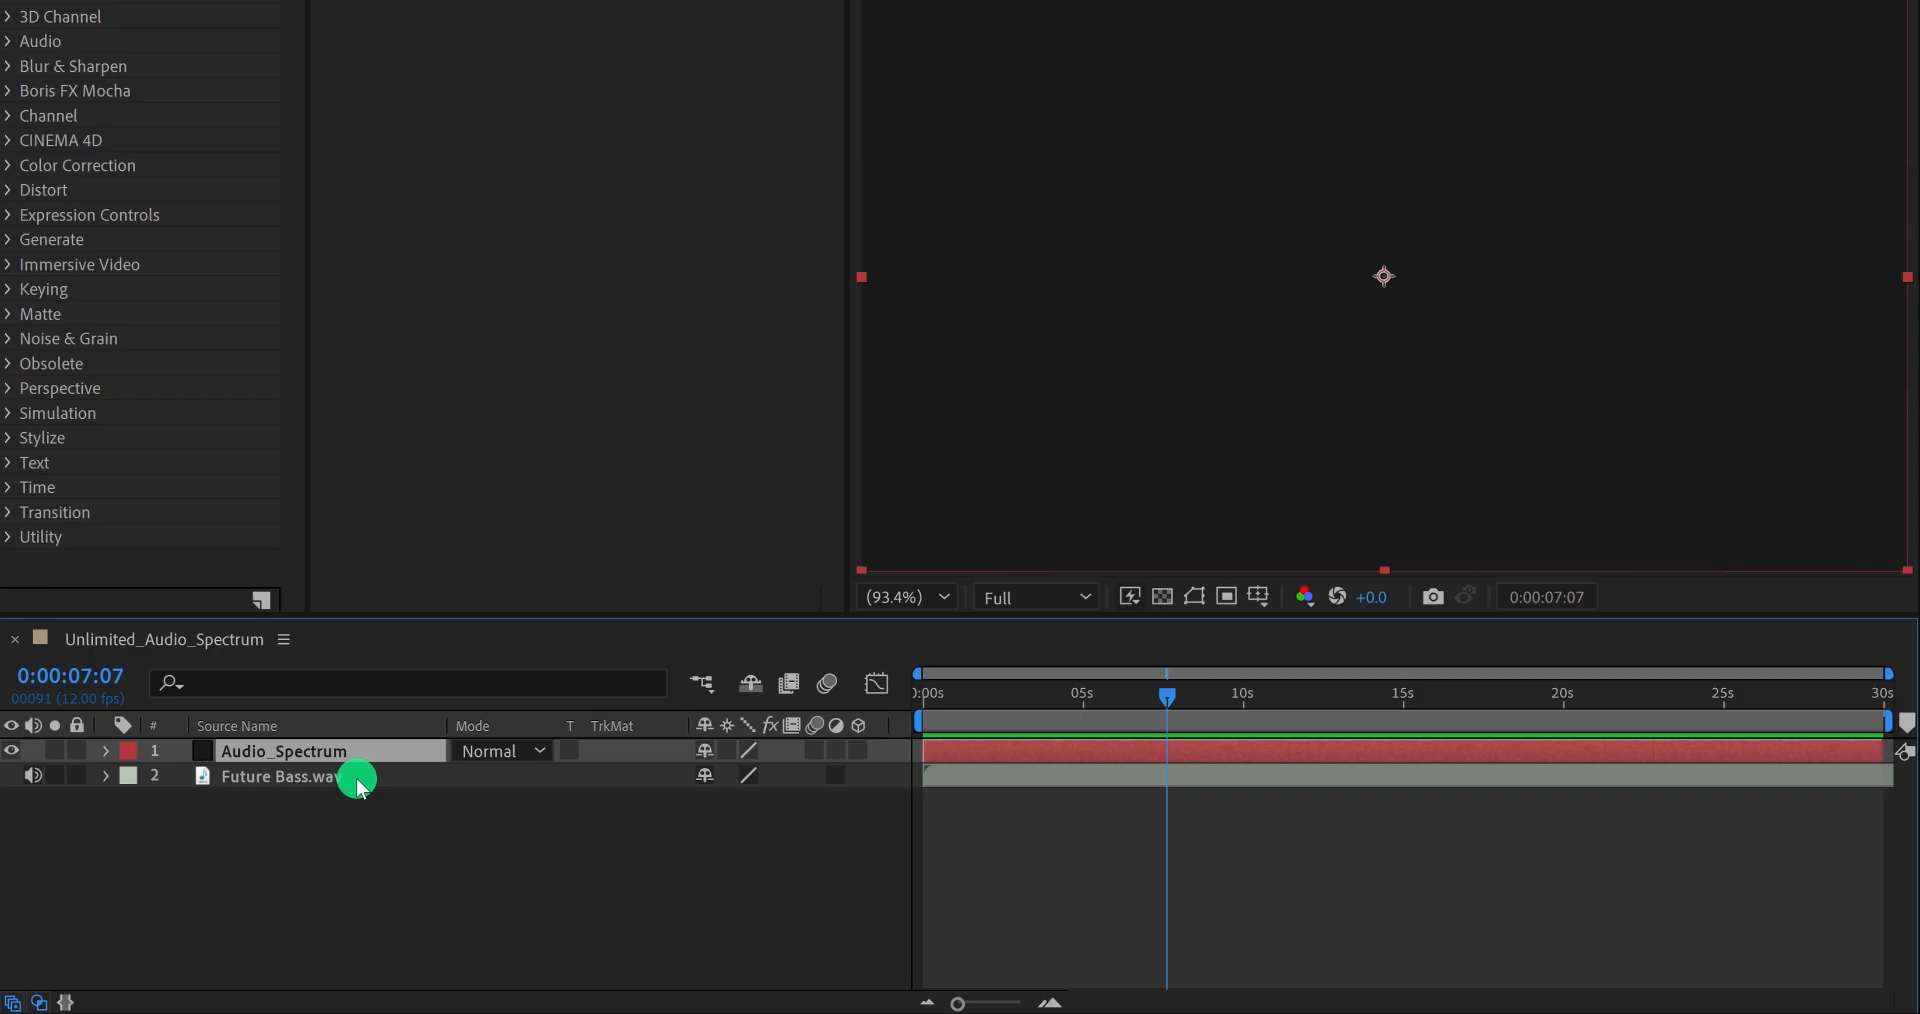 3D Channel
Audio
Blur & Sharpen
Boris FX Mocha
Channel
CINEMA 4D
Color Correction
Distort
Expression Controls
Generate
Immersive Video
Keying
Matte
Noise & Grain
Obsolete
Perspective
Simulation
Stylize
Text
Time
Transition
Utility
(93.4%) Full +0.0 0:00:07:07
Unlimited_Audio_Spectrum
0:00:07:07
00091 (12.00 fps)
0:00s 05s 10s 15s 20s 25s 30s
# Source Name Mode T TrkMat fx
1 Audio_Spectrum Normal
2 Future Bass.wav